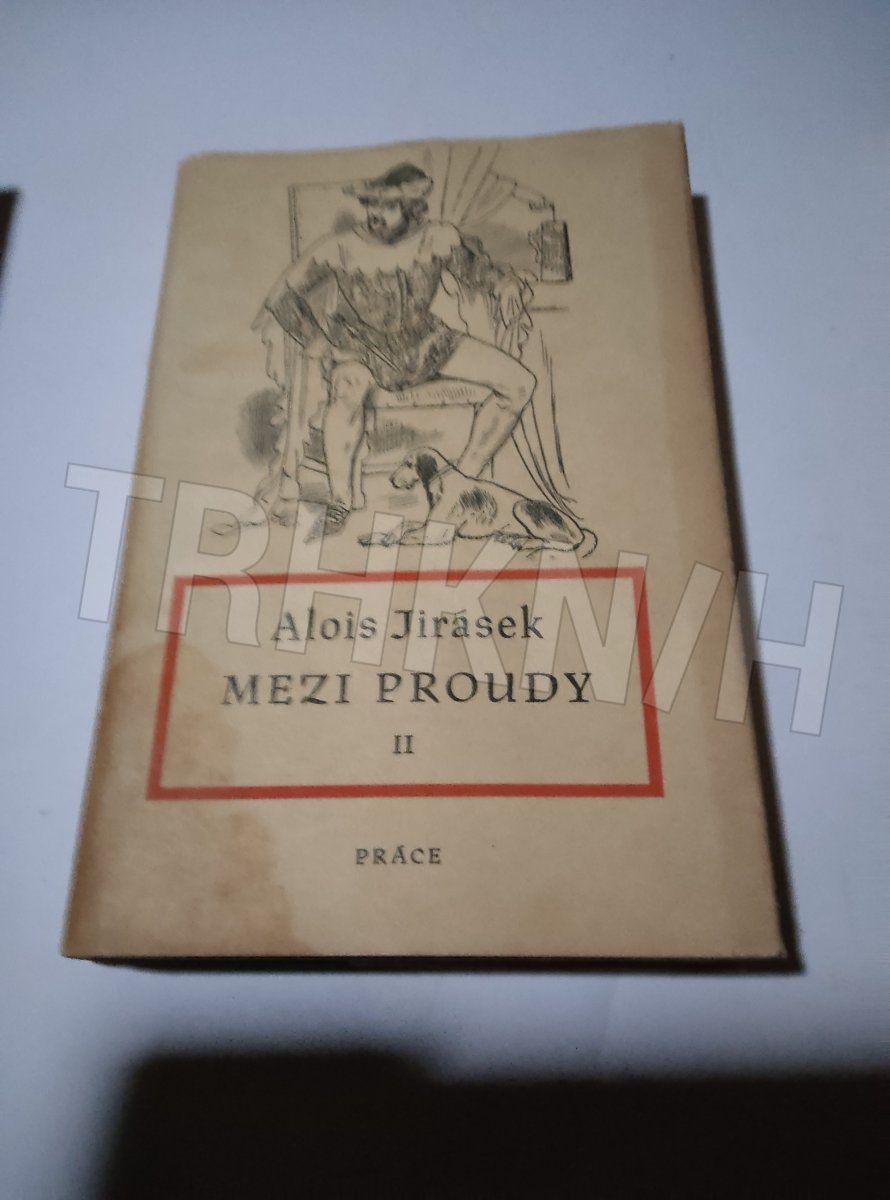 Alois Jirásek
MEZI PROUDY
II
PRÁCE
TRHKNIH